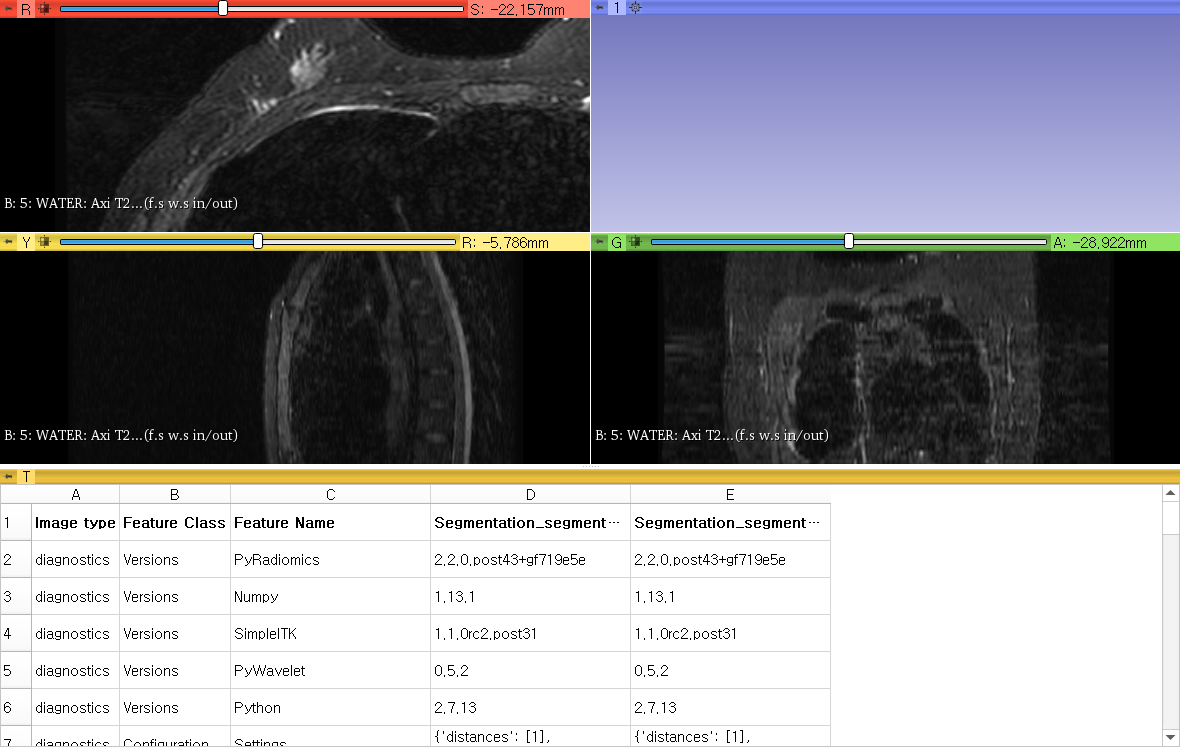 R S: -22.157mm
1
B: 5: WATER: Axi T2...(f.s w.s in/out)
Y R: -5.786mm
G A: -28.922mm
B: 5: WATER: Axi T2...(f.s w.s in/out)
B: 5: WATER: Axi T2...(f.s w.s in/out)
T
A B C D E
1 Image type Feature Class Feature Name Segmentation_segment… Segmentation_segment…
2 diagnostics Versions PyRadiomics 2.2.0.post43+gf719e5e 2.2.0.post43+gf719e5e
3 diagnostics Versions Numpy 1.13.1 1.13.1
4 diagnostics Versions SimpleITK 1.1.0rc2.post31 1.1.0rc2.post31
5 diagnostics Versions PyWavelet 0.5.2 0.5.2
6 diagnostics Versions Python 2.7.13 2.7.13
7 diagnostics Configuration Settings {'distances': [1], {'distances': [1],